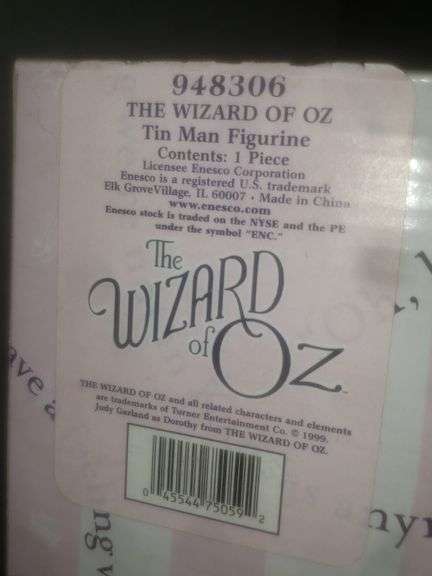 948306
THE WIZARD OF OZ
Tin Man Figurine
Contents: 1 Piece
Licensee Enesco Corporation
Enesco is a registered U.S. trademark
Elk Grove Village, IL 60007 • Made in China
www.enesco.com
Enesco stock is traded on the NYSE and the PE
under the symbol "ENC."
The
WIZARD
of OZ
THE WIZARD OF OZ and all related characters and elements
are trademarks of Turner Entertainment Co. © 1999.
Judy Garland as Dorothy from THE WIZARD OF OZ.
0 45544 75059 2